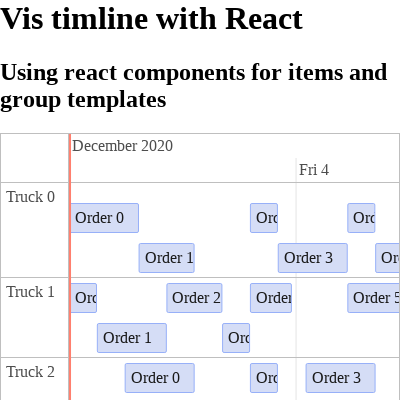 Vis timline with React
Using react components for items and
group templates
December 2020
Fri 4
Truck 0
Order 0
Orc
Orc
Order 1
Order 3
Or
Truck 1
Orc
Order 2
Order
Order 5
Order 1
Orc
Truck 2
Order 0
Orc
Order 3